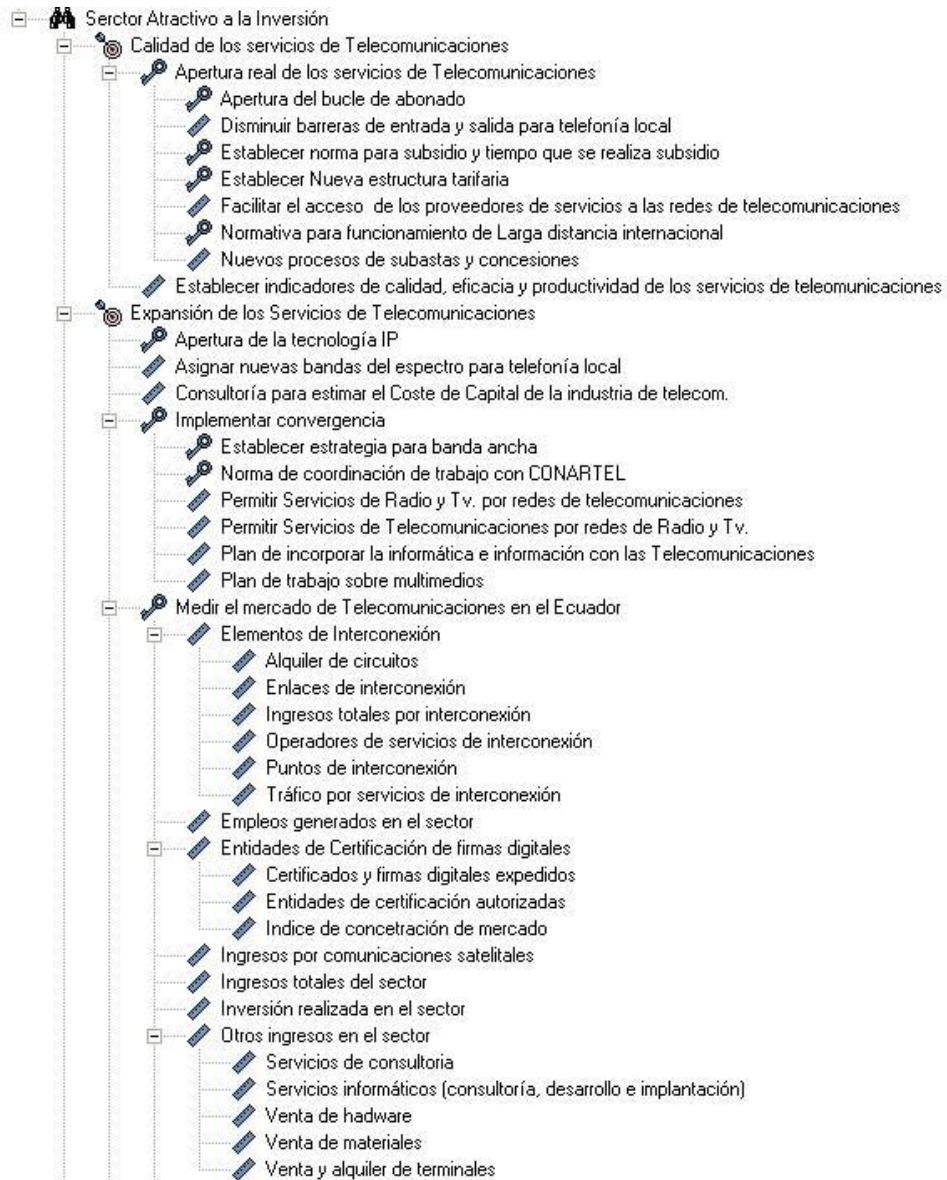 Serctor Atractivo a la Inversión
Calidad de los servicios de Telecomunicaciones
Apertura real de los servicios de Telecomunicaciones
Apertura del bucle de abonado
Disminuir barreras de entrada y salida para telefonía local
Establecer norma para subsidio y tiempo que se realiza subsidio
Establecer Nueva estructura tarifaria
Facilitar el acceso de los proveedores de servicios a las redes de telecomunicaciones
Normativa para funcionamiento de Larga distancia internacional
Nuevos procesos de subastas y concesiones
Establecer indicadores de calidad, eficacia y productividad de los servicios de teleomunicaciones
Expansión de los Servicios de Telecomunicaciones
Apertura de la tecnología IP
Asignar nuevas bandas del espectro para telefonía local
Consultoría para estimar el Coste de Capital de la industria de telecom.
Implementar convergencia
Establecer estrategia para banda ancha
Norma de coordinación de trabajo con CONARTEL
Permitir Servicios de Radio y Tv. por redes de telecomunicaciones
Permitir Servicios de Telecomunicaciones por redes de Radio y Tv.
Plan de incorporar la informática e información con las Telecomunicaciones
Plan de trabajo sobre multimedios
Medir el mercado de Telecomunicaciones en el Ecuador
Elementos de Interconexión
Alquiler de circuitos
Enlaces de interconexión
Ingresos totales por interconexión
Operadores de servicios de interconexión
Puntos de interconexión
Tráfico por servicios de interconexión
Empleos generados en el sector
Entidades de Certificación de firmas digitales
Certificados y firmas digitales expedidos
Entidades de certificación autorizadas
Indice de concetración de mercado
Ingresos por comunicaciones satelitales
Ingresos totales del sector
Inversión realizada en el sector
Otros ingresos en el sector
Servicios de consultoria
Servicios informáticos (consultoría, desarrollo e implantación)
Venta de hadware
Venta de materiales
Venta y alquiler de terminales